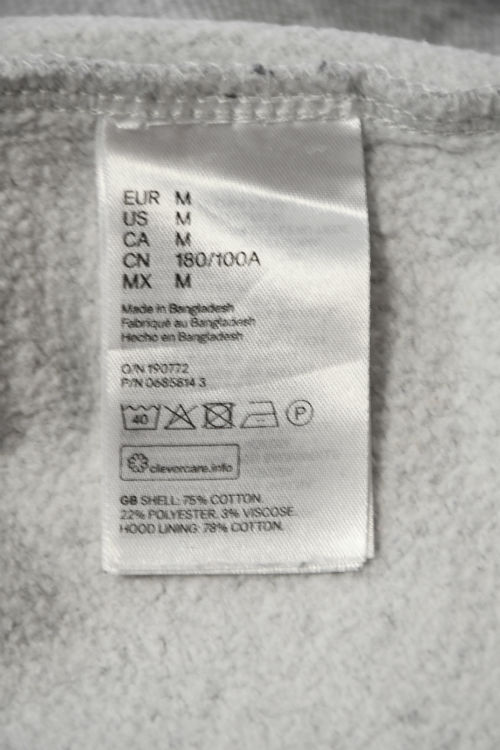 EUR M
US M
CA M
CN 180/100A
MX M
Made in Bangladesh
Fabriqué au Bangladesh
Hecho en Bangladesh
O/N 190772
P/N 0685814 3
40 P
clevercare.info
GB SHELL: 75% COTTON.
22% POLYESTER. 3% VISCOSE.
HOOD LINING: 78% COTTON.